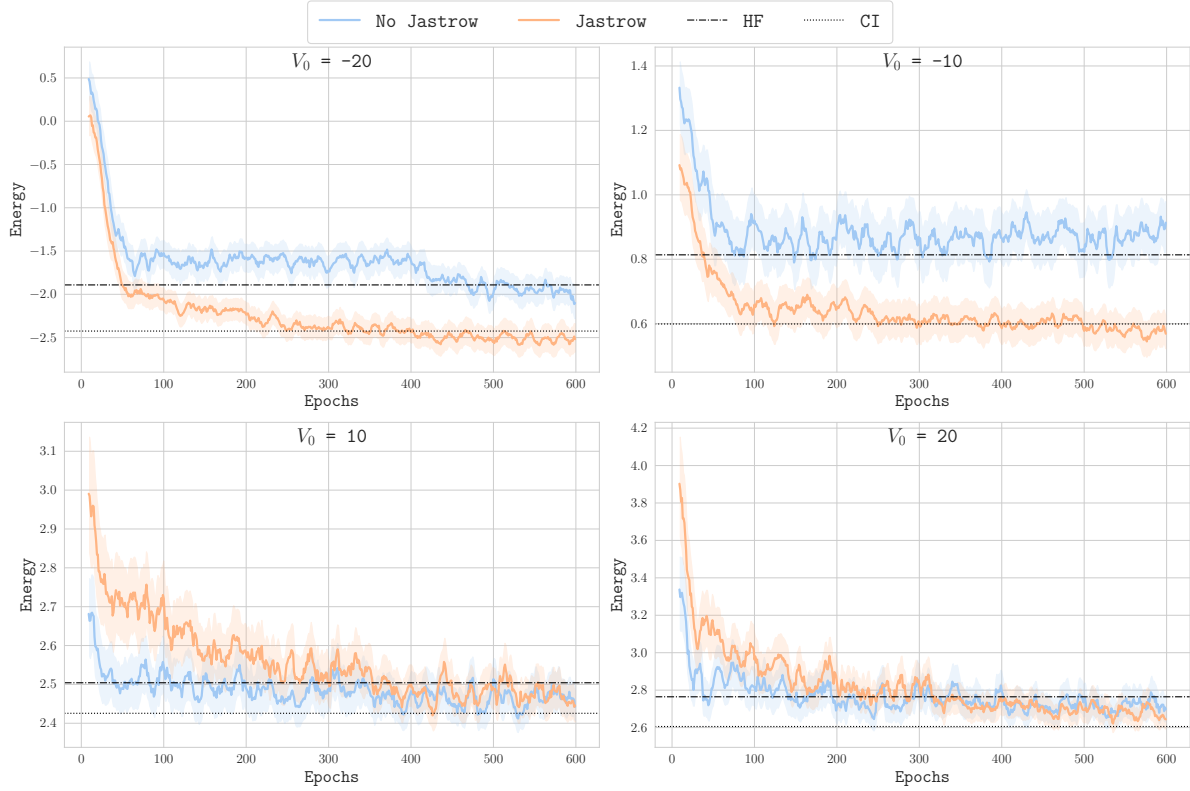 No Jastrow Jastrow HF CI
V₀ = -20
0.5
0.0
−0.5
−1.0
−1.5
−2.0
−2.5
Energy
0 100 200 300 400 500 600
Epochs
V₀ = -10
1.4
1.2
1.0
0.8
0.6
Energy
0 100 200 300 400 500 600
Epochs
V₀ = 10
3.1
3.0
2.9
2.8
2.7
2.6
2.5
2.4
Energy
0 100 200 300 400 500 600
Epochs
V₀ = 20
4.2
4.0
3.8
3.6
3.4
3.2
3.0
2.8
2.6
Energy
0 100 200 300 400 500 600
Epochs